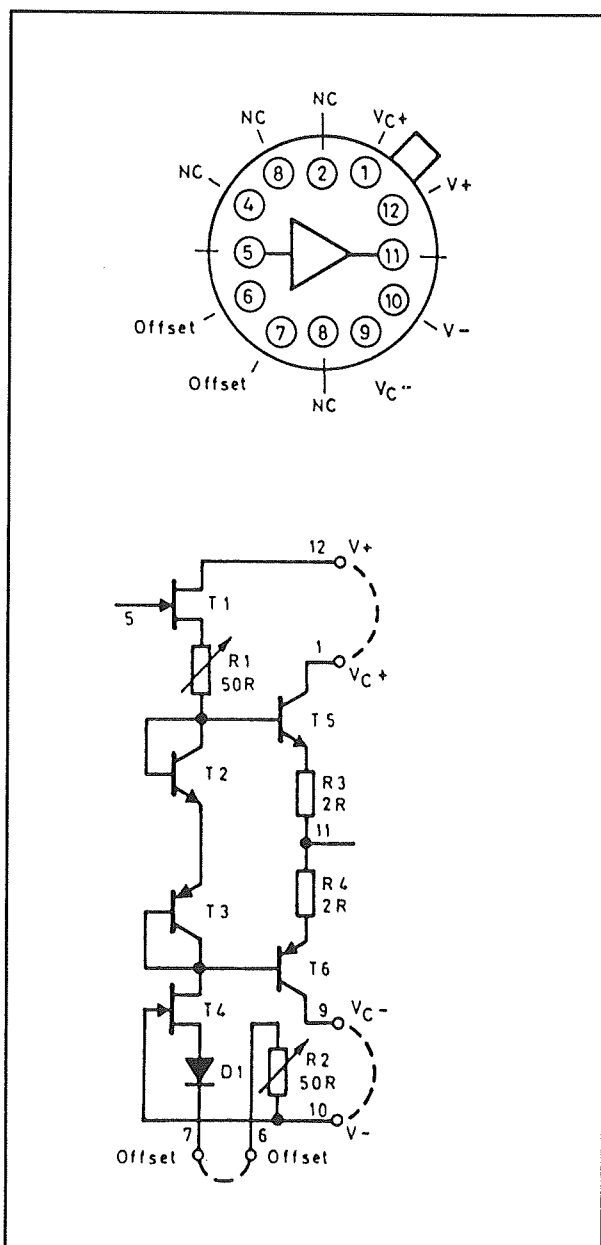 NC
NC
VC+
NC
V+
8
2
1
4
12
5
11
6
10
7
8
9
Offset
V-
Offset
VC--
NC
12
V+
5
T1
R1
50R
1
VC+
T5
T2
R3
2R
11
R4
2R
T3
T6
T4
9
VC-
D1
R2
50R
10
V-
7
6
Offset
Offset